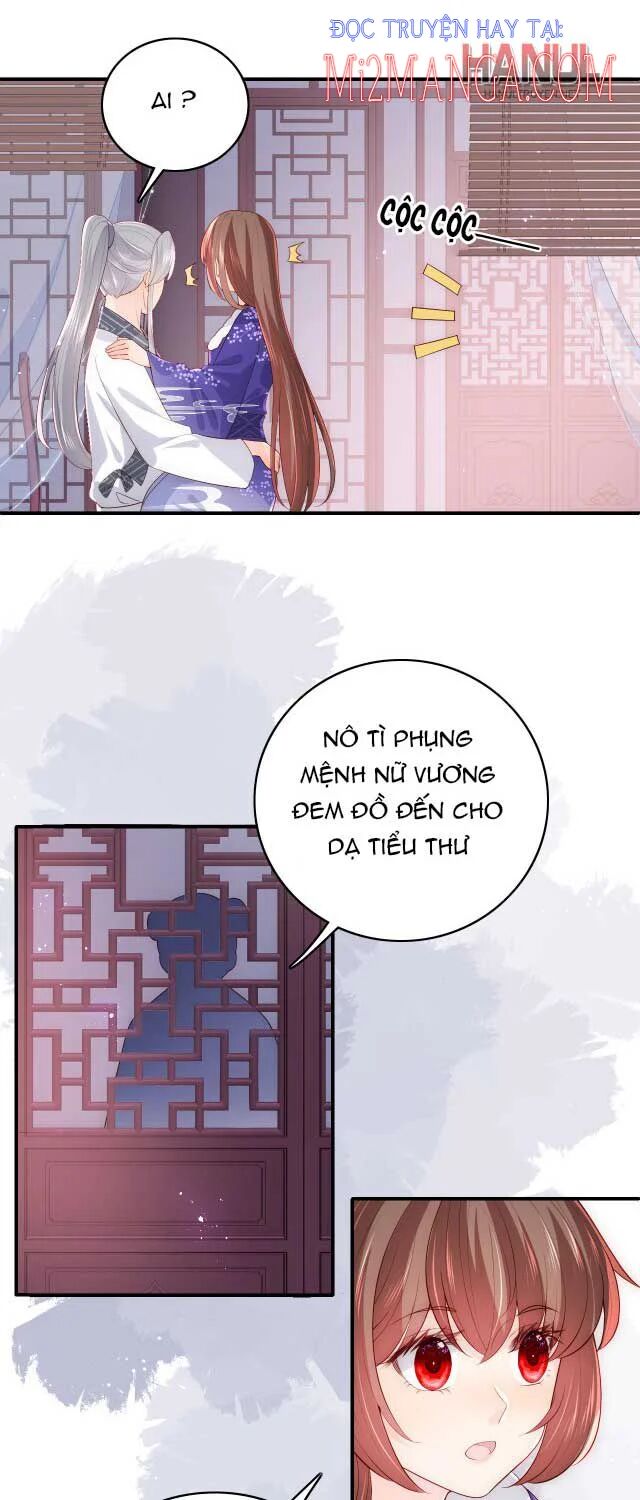 ĐỌC TRUYỆN HAY TẠI:
HANUL
Mi2MANGA.COM
AI ?
CỘC CỘC
NÔ TÌ PHỤNG
MỆNH NỮ VƯƠNG
ĐEM ĐỒ ĐẾN CHO
DẠ TIỂU THƯ